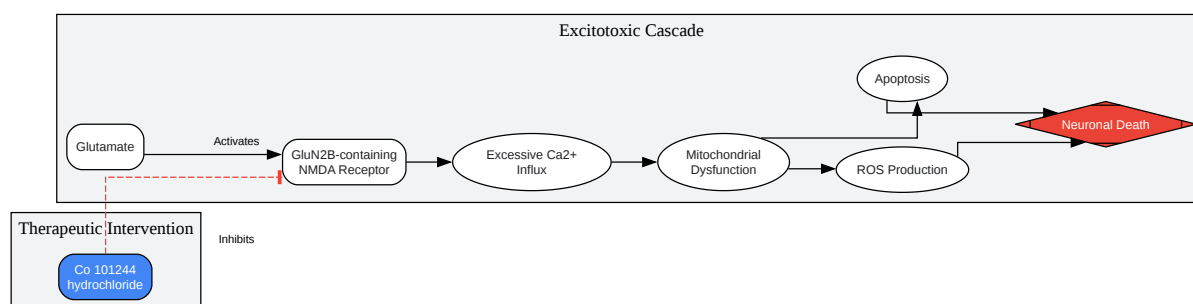 Excitotoxic Cascade
Apoptosis
Neuronal Death
Glutamate
Activates
GluN2B-containing
NMDA Receptor
Excessive Ca2+
Influx
Mitochondrial
Dysfunction
ROS Production
Therapeutic Intervention
Inhibits
Co 101244
hydrochloride